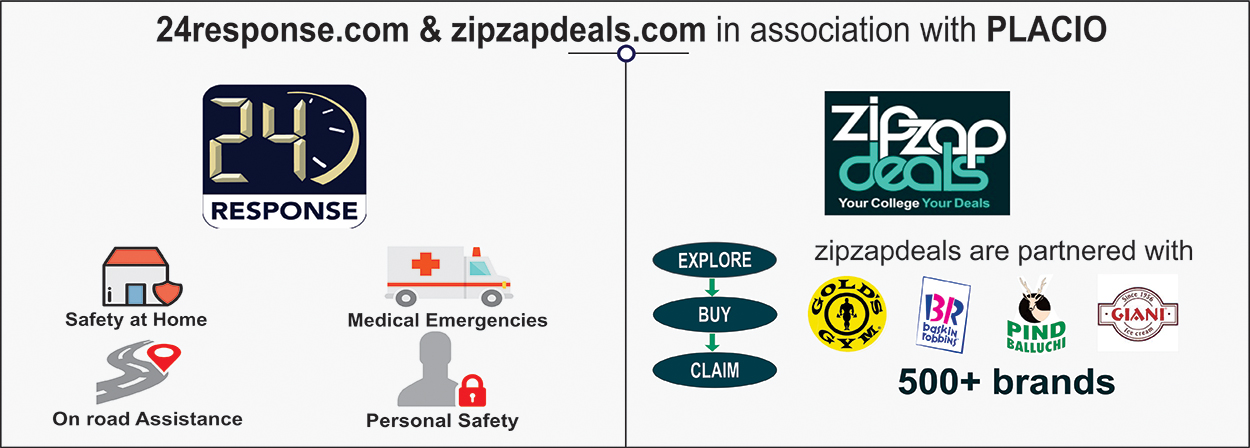 24response.com & zipzapdeals.com in association with PLACIO
24
RESPONSE
Safety at Home
Medical Emergencies
On road Assistance
Personal Safety
zipzap
deals
Your College Your Deals
EXPLORE
BUY
CLAIM
zipzapdeals are partnered with
GOLD'S
GYM
BR
baskin
robbins
PIND
BALLUCHI
Since 1956
GIANI
ice cream
500+ brands